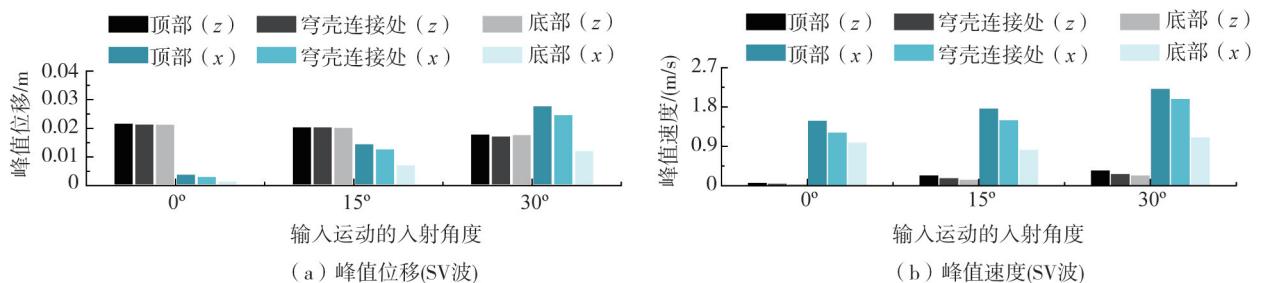 顶部（z） 穹壳连接处（z） 底部（z）
顶部（x） 穹壳连接处（x） 底部（x）
峰值位移/m
0.04
0.03
0.02
0.01
0
0º 15º 30º
输入运动的入射角度
（a）峰值位移(SV波)
顶部（z） 穹壳连接处（z） 底部（z）
顶部（x） 穹壳连接处（x） 底部（x）
峰值速度/(m/s)
2.7
1.8
0.9
0
0º 15º 30º
输入运动的入射角度
（b）峰值速度(SV波)